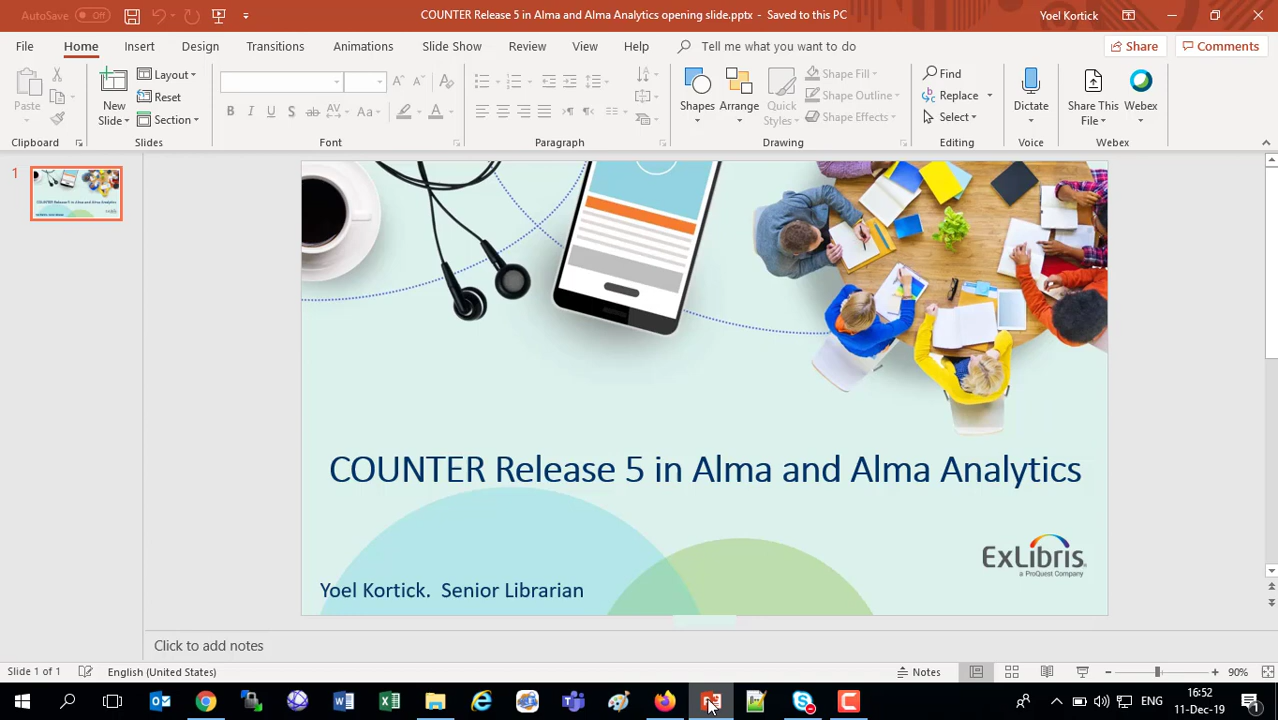 AutoSave Off
COUNTER Release 5 in Alma and Alma Analytics opening slide.pptx - Saved to this PC
Yoel Kortick
File Home Insert Design Transitions Animations Slide Show Review View Help Tell me what you want to do
Share Comments
Paste
New Slide
Layout
Reset
Section
Shapes
Arrange
Quick Styles
Shape Fill
Shape Outline
Shape Effects
Find
Replace
Select
Dictate
Share This File
Webex
Clipboard Slides Font Paragraph Drawing Editing Voice Webex
1
COUNTER Release 5 in Alma and Alma Analytics
ExLibris
a ProQuest Company
Yoel Kortick. Senior Librarian
Click to add notes
Slide 1 of 1 English (United States) Notes 90%
ENG
16:52
11-Dec-19
1